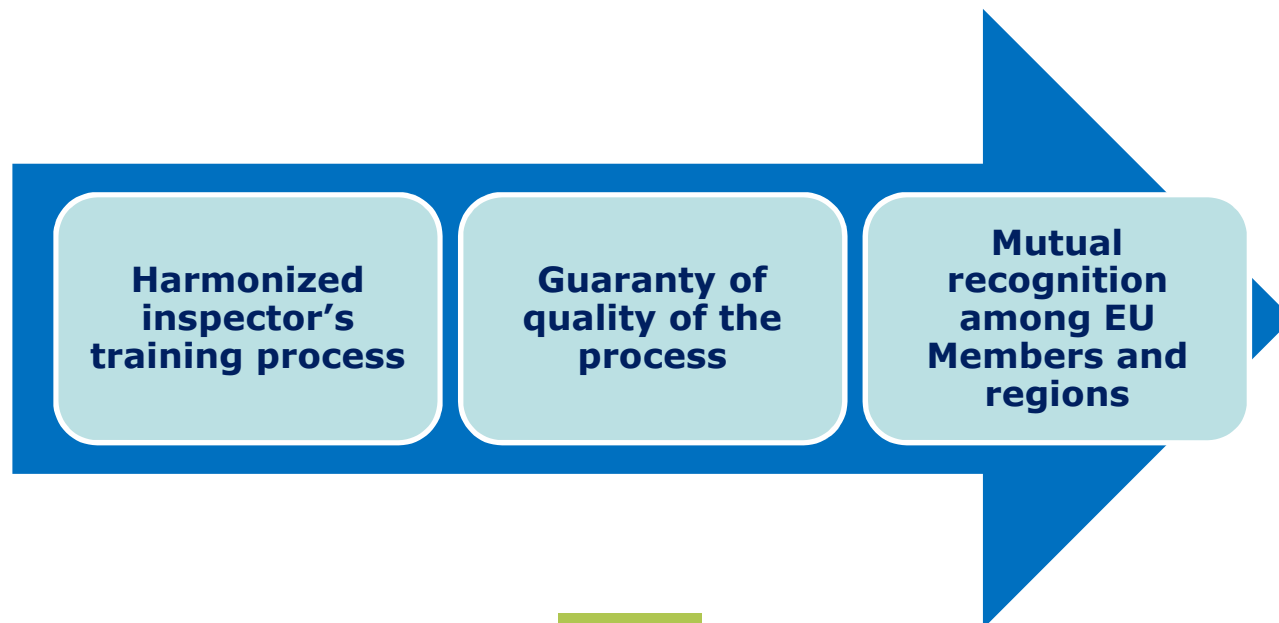 Harmonized
inspector’s
training process
Guaranty of
quality of the
process
Mutual
recognition
among EU
Members and
regions